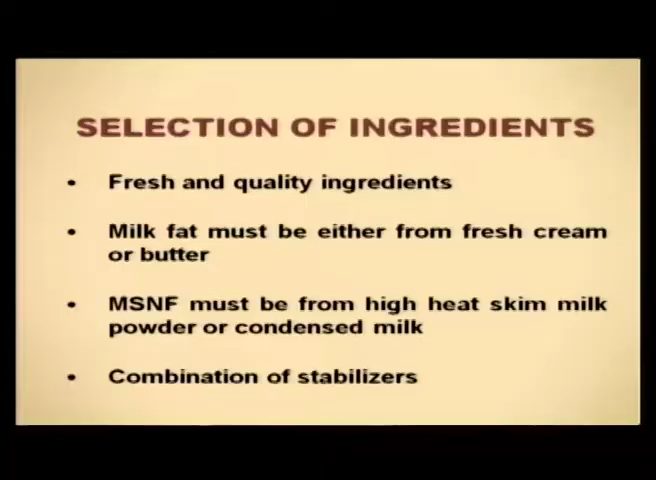 SELECTION OF INGREDIENTS
• Fresh and quality ingredients
• Milk fat must be either from fresh cream
or butter
• MSNF must be from high heat skim milk
powder or condensed milk
• Combination of stabilizers